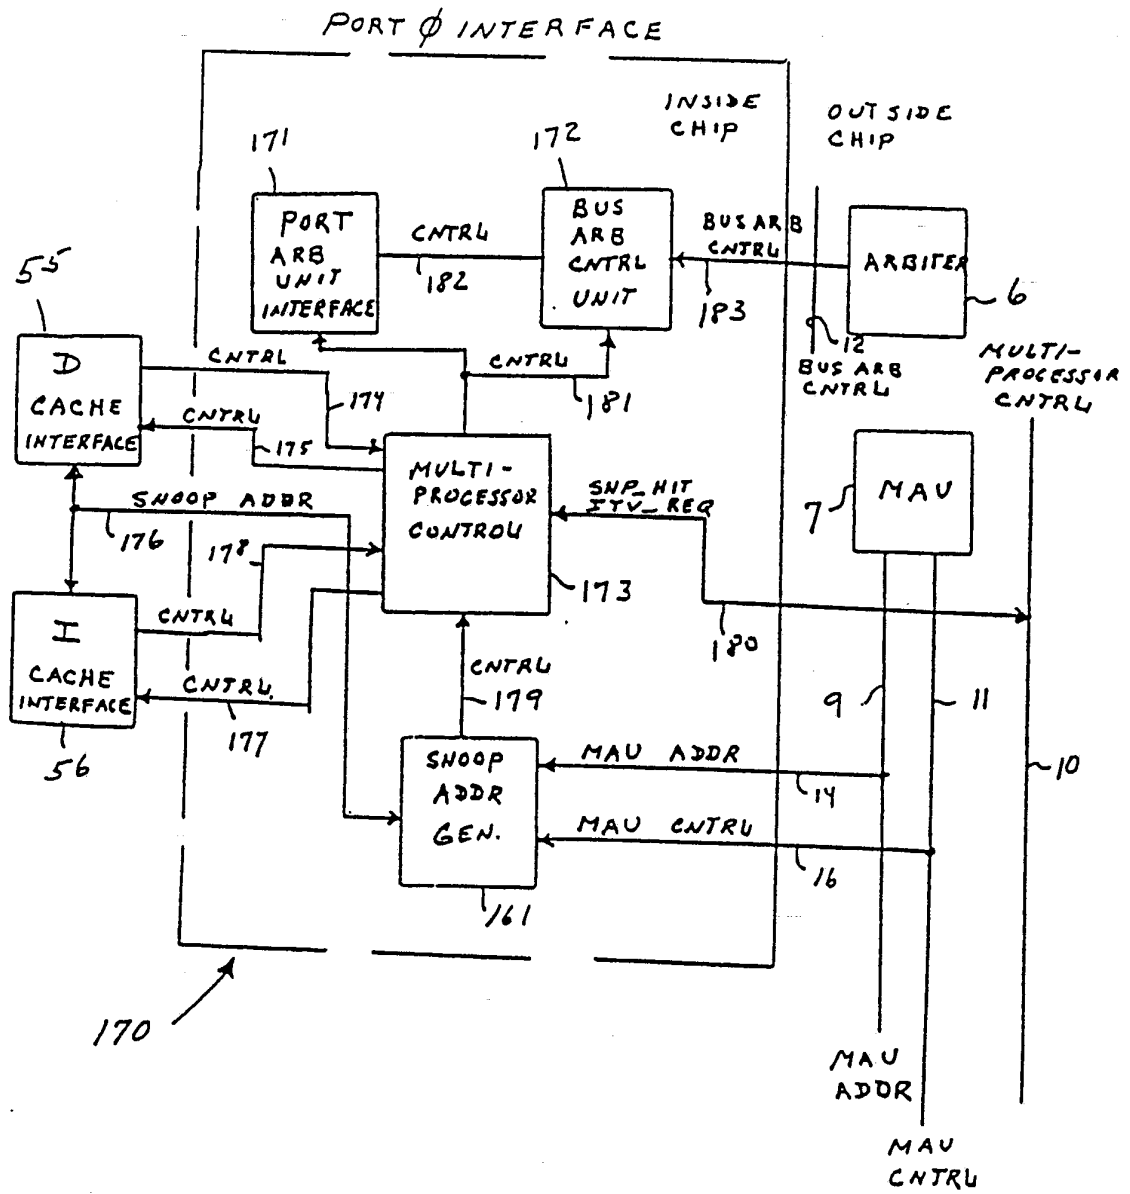 PORT Ø INTERFACE
INSIDE
CHIP
OUTSIDE
CHIP
171
172
PORT
ARB
UNIT
INTERFACE
CNTRL
182
BUS
ARB
CNTRL
UNIT
BUS ARB
CNTRL
183
ARBITER
6
12
BUS ARB
CNTRL
MULTI-
PROCESSOR
CNTRL
55
D
CACHE
INTERFACE
CNTRL
174
CNTRL
175
CNTRL
181
MULTI-
PROCESSOR
CONTROL
173
SNP_HIT
ITV_REQ
180
7
MAU
SNOOP ADDR
176
178
I
CACHE
INTERFACE
56
CNTRL
CNTRL.
177
CNTRL
179
9
11
10
SNOOP
ADDR
GEN.
161
MAU ADDR
14
MAU CNTRL
16
170
MAU
ADDR
MAU
CNTRL